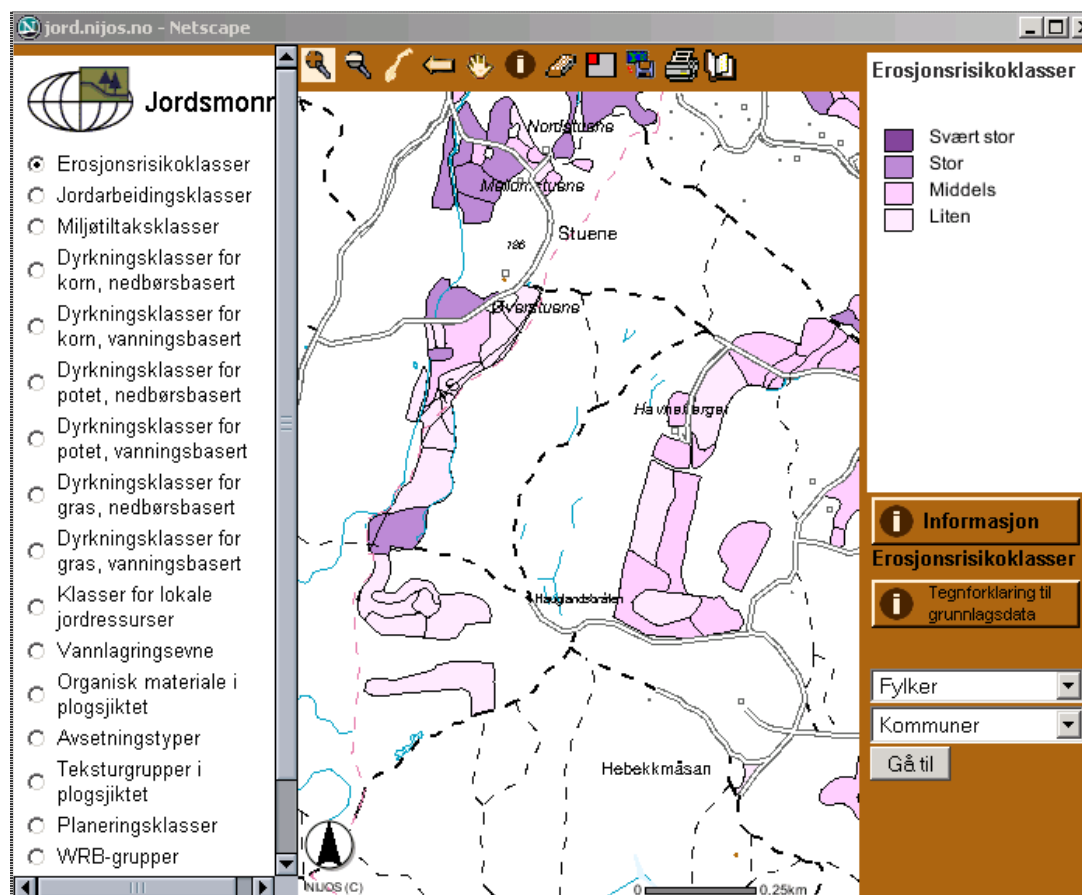 jord.nijos.no - Netscape
Jordsmonn
Erosjonsrisikoklasser
Jordarbeidingsklasser
Miljøtiltaksklasser
Dyrkningsklasser for
korn, nedbørsbasert
Dyrkningsklasser for
korn, vanningsbasert
Dyrkningsklasser for
potet, nedbørsbasert
Dyrkningsklasser for
potet, vanningsbasert
Dyrkningsklasser for
gras, nedbørsbasert
Dyrkningsklasser for
gras, vanningsbasert
Klasser for lokale
jordressurser
Vannlagringsevne
Organisk materiale i
plogsjiktet
Avsetningstyper
Teksturgrupper i
plogsjiktet
Planeringsklasser
WRB-grupper
Nordstuene
Stuene
186
Øverstuene
Hauglandsbråten
Hebekkmåsan
NIJOS (C)
0 0.25km
Erosjonsrisikoklasser
Svært stor
Stor
Middels
Liten
Informasjon
Erosjonsrisikoklasser
Tegnforklaring til
grunnlagsdata
Fylker
Kommuner
Gå til